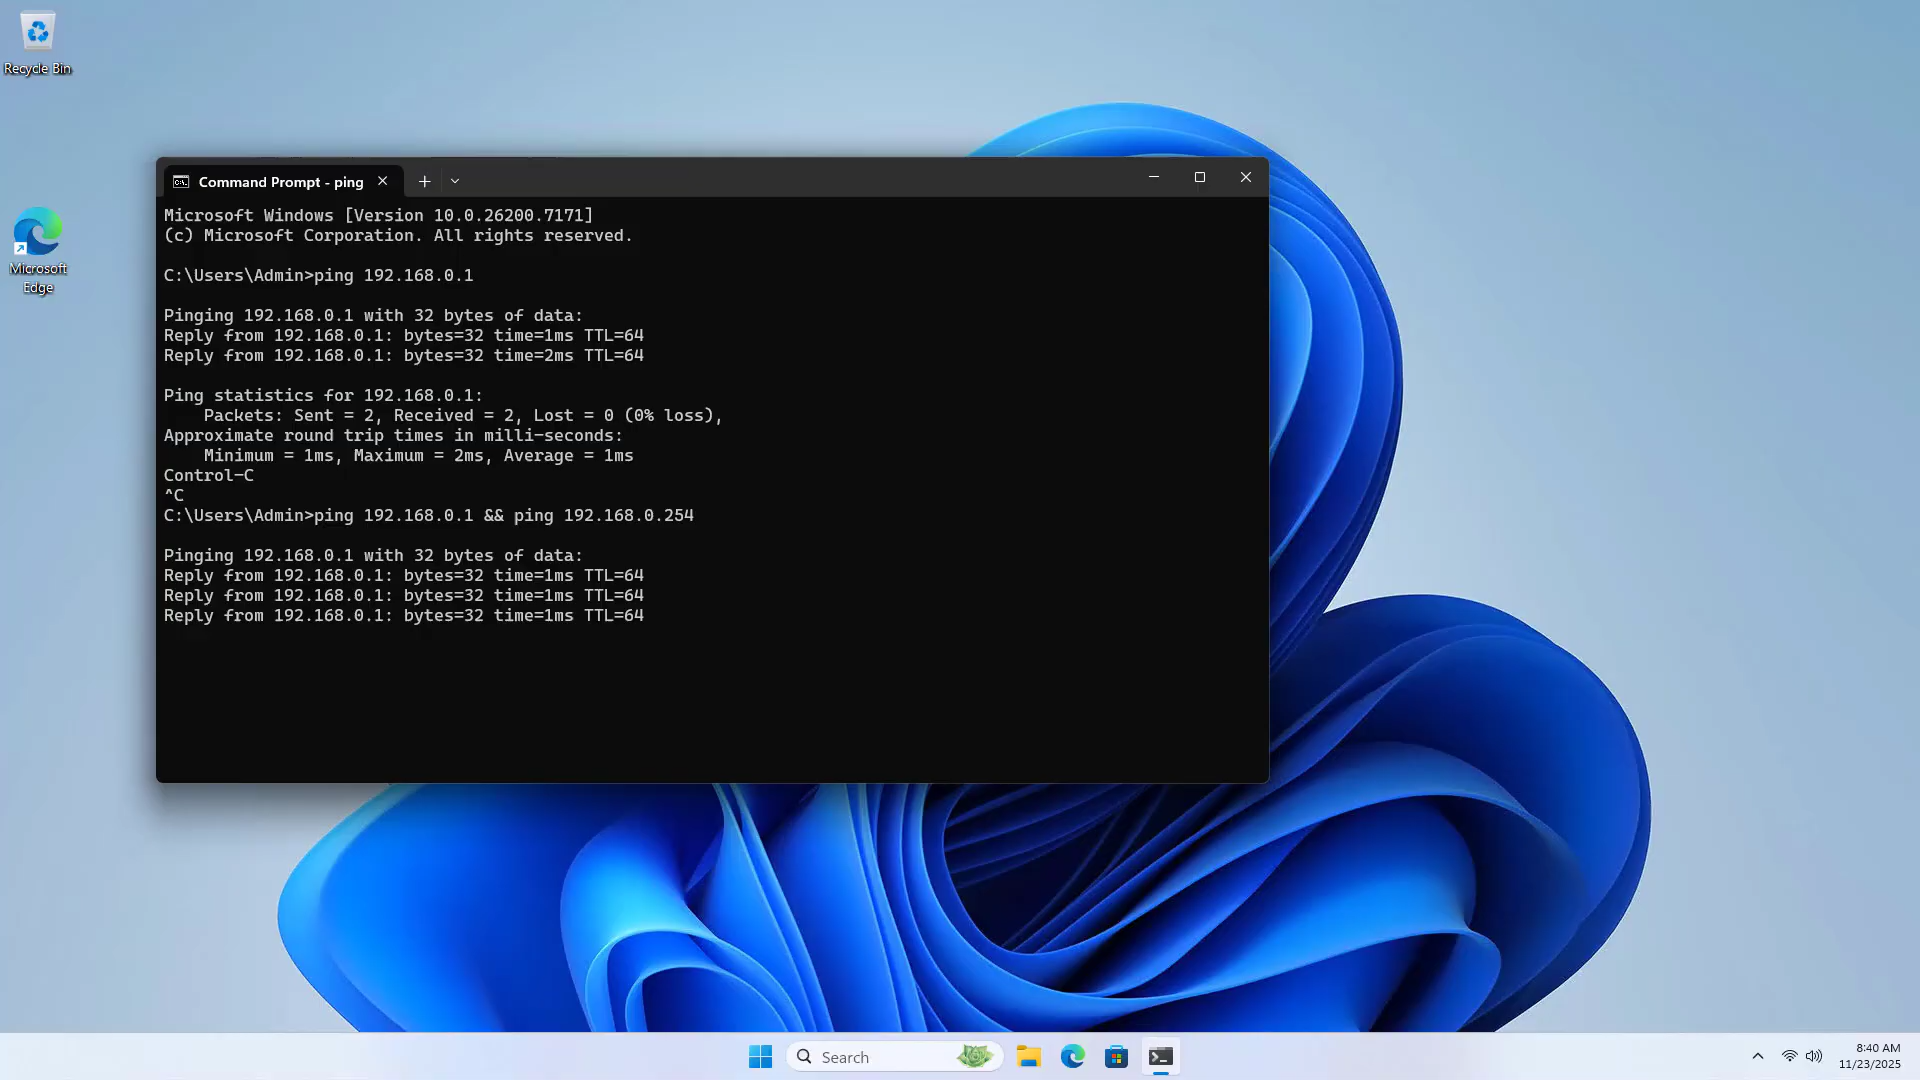 Recycle Bin
Microsoft
Edge
Command Prompt - ping
Microsoft Windows [Version 10.0.26200.7171]
(c) Microsoft Corporation. All rights reserved.
C:\Users\Admin>ping 192.168.0.1
Pinging 192.168.0.1 with 32 bytes of data:
Reply from 192.168.0.1: bytes=32 time=1ms TTL=64
Reply from 192.168.0.1: bytes=32 time=2ms TTL=64
Ping statistics for 192.168.0.1:
Packets: Sent = 2, Received = 2, Lost = 0 (0% loss),
Approximate round trip times in milli-seconds:
Minimum = 1ms, Maximum = 2ms, Average = 1ms
Control-C
^C
C:\Users\Admin>ping 192.168.0.1 && ping 192.168.0.254
Pinging 192.168.0.1 with 32 bytes of data:
Reply from 192.168.0.1: bytes=32 time=1ms TTL=64
Reply from 192.168.0.1: bytes=32 time=1ms TTL=64
Reply from 192.168.0.1: bytes=32 time=1ms TTL=64
Search
8:40 AM
11/23/2025